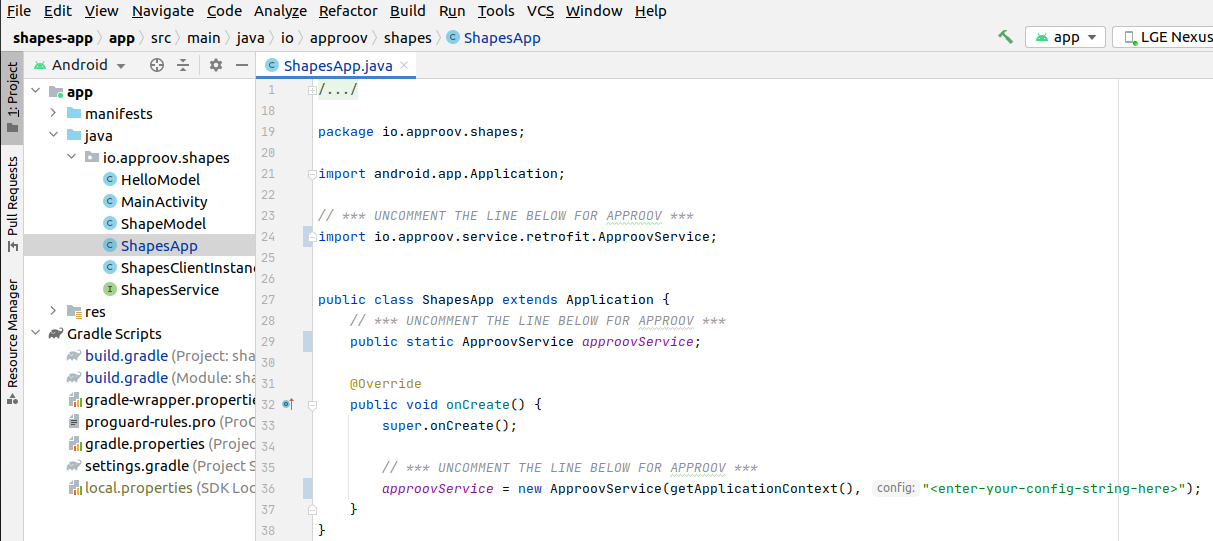 File Edit View Navigate Code Analyze Refactor Build Run Tools VCS Window Help
shapes-app app src main java io approov shapes ShapesApp app LGE Nexus
1: Project
Pull Requests
Resource Manager
Android
app
manifests
java
io.approov.shapes
HelloModel
MainActivity
ShapeModel
ShapesApp
ShapesClientInstanc
ShapesService
res
Gradle Scripts
build.gradle (Project: sha
build.gradle (Module: sha
gradle-wrapper.propertie
proguard-rules.pro (ProG
gradle.properties (Projec
settings.gradle (Project S
local.properties (SDK Loc
ShapesApp.java
1 /.../
18
19 package io.approov.shapes;
20
21 import android.app.Application;
22
23 // *** UNCOMMENT THE LINE BELOW FOR APPROOV ***
24 import io.approov.service.retrofit.ApproovService;
25
26
27 public class ShapesApp extends Application {
28 // *** UNCOMMENT THE LINE BELOW FOR APPROOV ***
29 public static ApproovService approovService;
30
31 @Override
32 public void onCreate() {
33 super.onCreate();
34
35 // *** UNCOMMENT THE LINE BELOW FOR APPROOV ***
36 approovService = new ApproovService(getApplicationContext(), config: "<enter-your-config-string-here>");
37 }
38 }